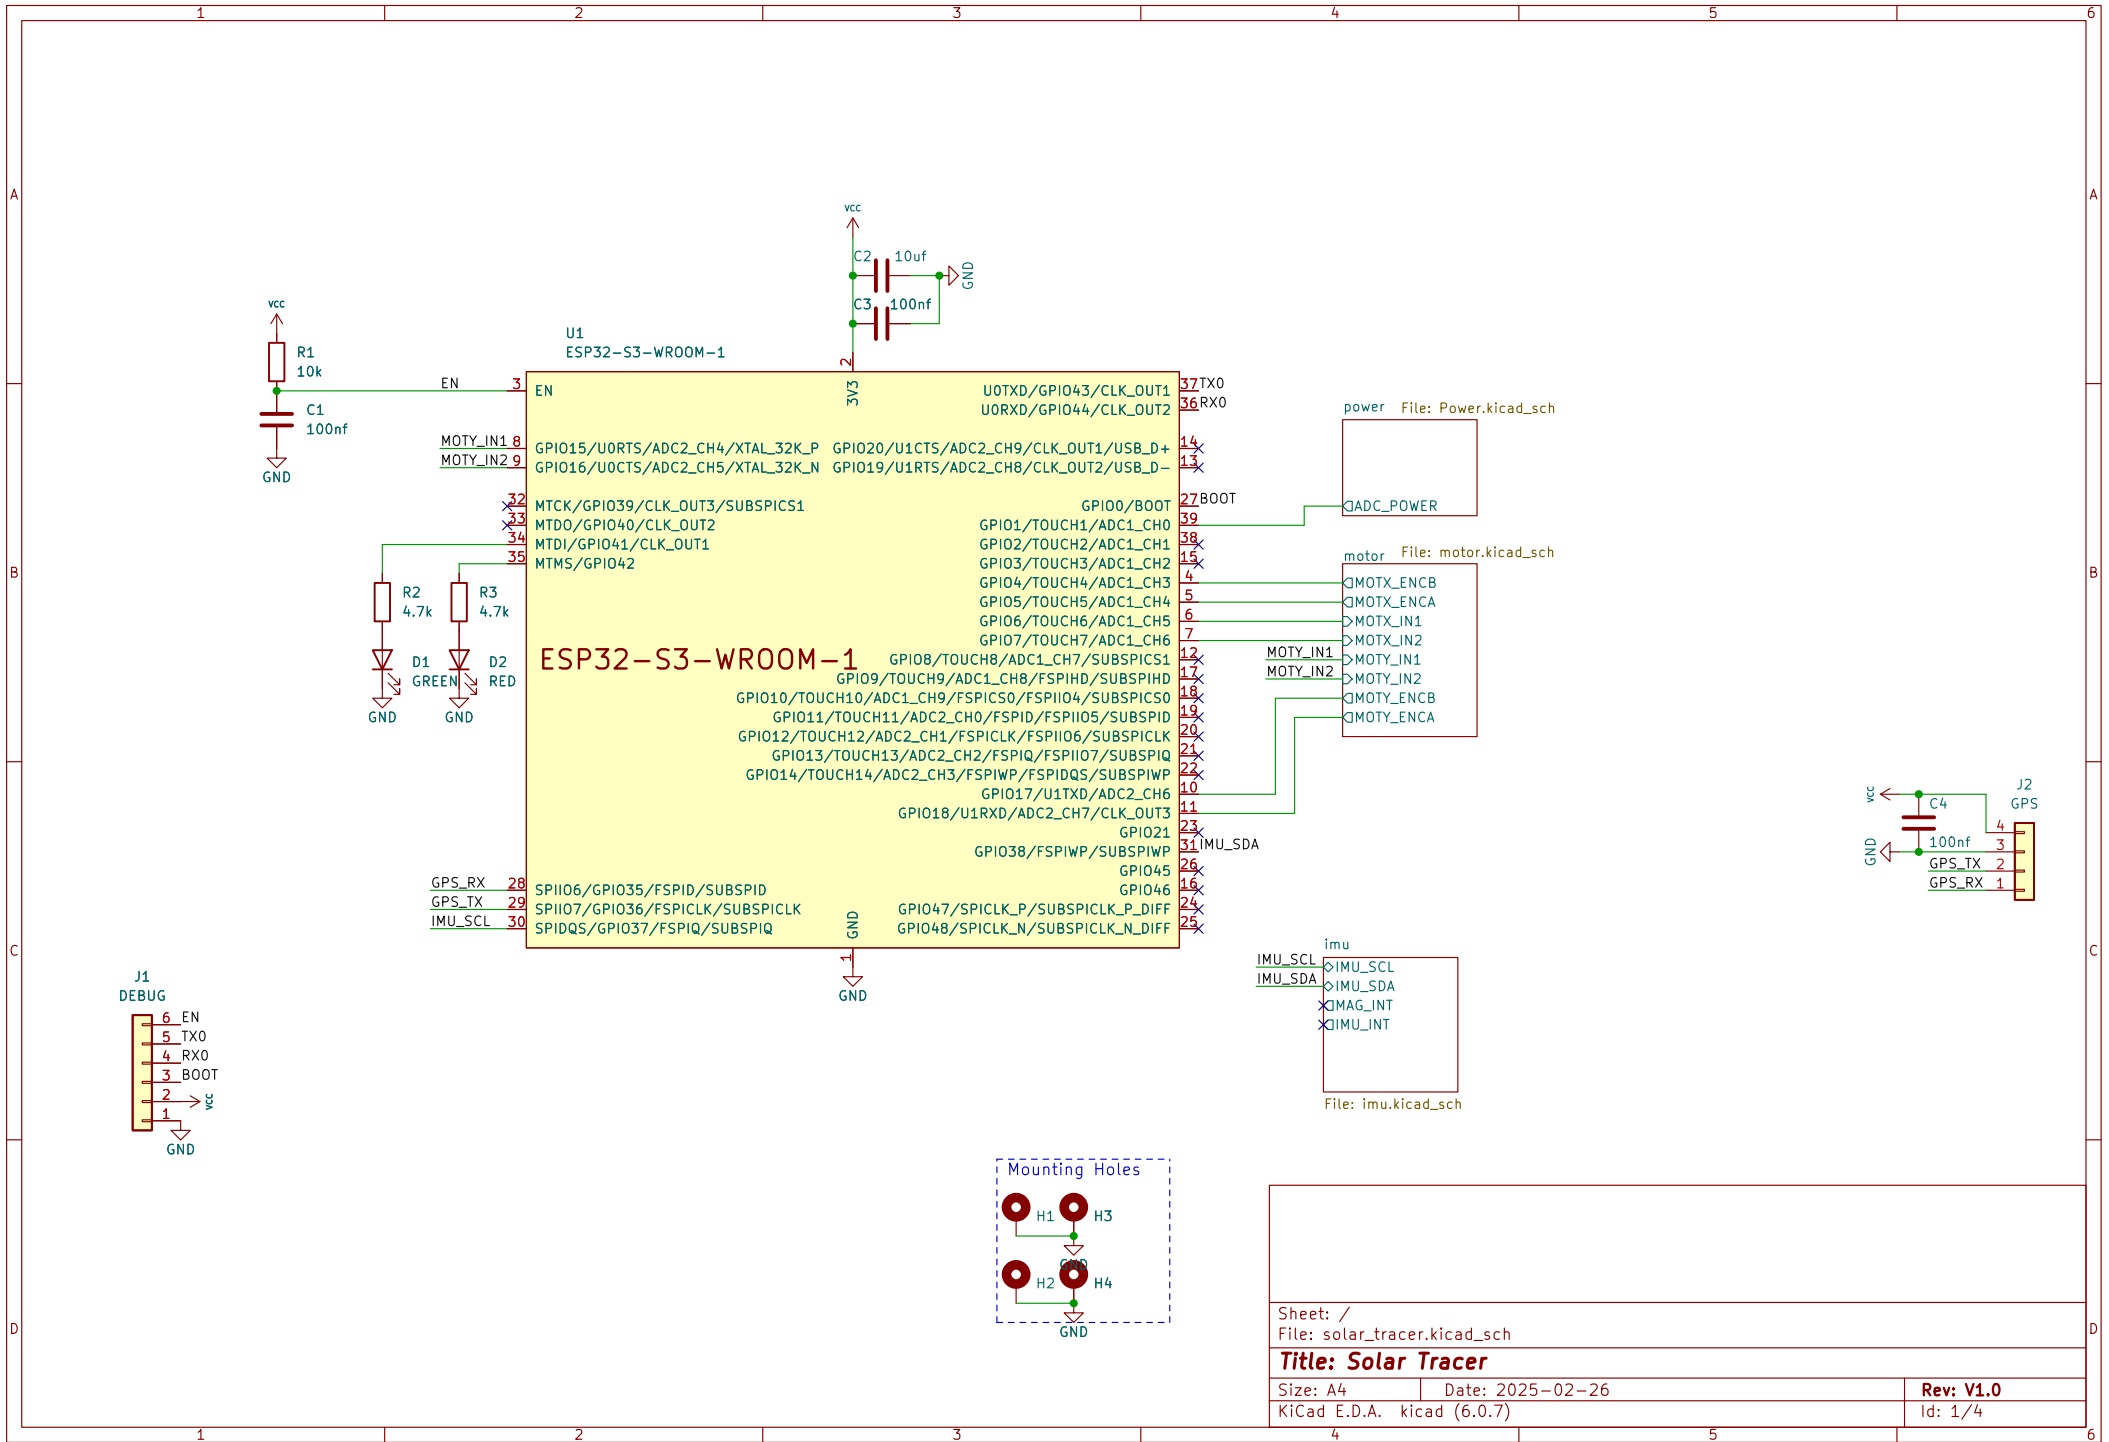 1 2 3 4 5 6
A A
B B
C C
D D
VCC
C2 10uf
GND
C3 100nf
VCC
R1
10k
EN
C1
100nf
GND
U1
ESP32-S3-WROOM-1
2
3V3
3 EN
MOTY_IN1 8 GPIO15/U0RTS/ADC2_CH4/XTAL_32K_P
MOTY_IN2 9 GPIO16/U0CTS/ADC2_CH5/XTAL_32K_N
32 MTCK/GPIO39/CLK_OUT3/SUBSPICS1
33 MTDO/GPIO40/CLK_OUT2
34 MTDI/GPIO41/CLK_OUT1
35 MTMS/GPIO42
R2
4.7k
R3
4.7k
D1
GREEN
D2
RED
GND
GND
ESP32-S3-WROOM-1
GPS_RX 28 SPIIO6/GPIO35/FSPID/SUBSPID
GPS_TX 29 SPIIO7/GPIO36/FSPICLK/SUBSPICLK
IMU_SCL 30 SPIDQS/GPIO37/FSPIQ/SUBSPIQ
U0TXD/GPIO43/CLK_OUT1 37 TX0
U0RXD/GPIO44/CLK_OUT2 36 RX0
GPIO20/U1CTS/ADC2_CH9/CLK_OUT1/USB_D+ 14
GPIO19/U1RTS/ADC2_CH8/CLK_OUT2/USB_D- 13
GPIO0/BOOT 27 BOOT
GPIO1/TOUCH1/ADC1_CH0 39
GPIO2/TOUCH2/ADC1_CH1 38
GPIO3/TOUCH3/ADC1_CH2 15
GPIO4/TOUCH4/ADC1_CH3 4
GPIO5/TOUCH5/ADC1_CH4 5
GPIO6/TOUCH6/ADC1_CH5 6
GPIO7/TOUCH7/ADC1_CH6 7
GPIO8/TOUCH8/ADC1_CH7/SUBSPICS1 12
GPIO9/TOUCH9/ADC1_CH8/FSPIHD/SUBSPIHD 17
GPIO10/TOUCH10/ADC1_CH9/FSPICS0/FSPIIO4/SUBSPICS0 18
GPIO11/TOUCH11/ADC2_CH0/FSPID/FSPIIO5/SUBSPID 19
GPIO12/TOUCH12/ADC2_CH1/FSPICLK/FSPIIO6/SUBSPICLK 20
GPIO13/TOUCH13/ADC2_CH2/FSPIQ/FSPIIO7/SUBSPIQ 21
GPIO14/TOUCH14/ADC2_CH3/FSPIWP/FSPIDQS/SUBSPIWP 22
GPIO17/U1TXD/ADC2_CH6 10
GPIO18/U1RXD/ADC2_CH7/CLK_OUT3 11
GPIO21 23
GPIO38/FSPIWP/SUBSPIWP 31 IMU_SDA
GPIO45 26
GPIO46 16
GPIO47/SPICLK_P/SUBSPICLK_P_DIFF 24
GPIO48/SPICLK_N/SUBSPICLK_N_DIFF 25
GND
1
GND
power File: Power.kicad_sch
ADC_POWER
motor File: motor.kicad_sch
MOTX_ENCB
MOTX_ENCA
MOTX_IN1
MOTX_IN2
MOTY_IN1 MOTY_IN1
MOTY_IN2 MOTY_IN2
MOTY_ENCB
MOTY_ENCA
J2
GPS
VCC
C4
100nf
GND
4
3
GPS_TX 2
GPS_RX 1
imu
IMU_SCL IMU_SCL
IMU_SDA IMU_SDA
MAG_INT
IMU_INT
File: imu.kicad_sch
J1
DEBUG
6 EN
5 TX0
4 RX0
3 BOOT
2 VCC
1
GND
Mounting Holes
H1 H3
GND
H2 H4
GND
Sheet: /
File: solar_tracer.kicad_sch
Title: Solar Tracer
Size: A4 Date: 2025-02-26 Rev: V1.0
KiCad E.D.A. kicad (6.0.7) Id: 1/4
1 2 3 4 5 6